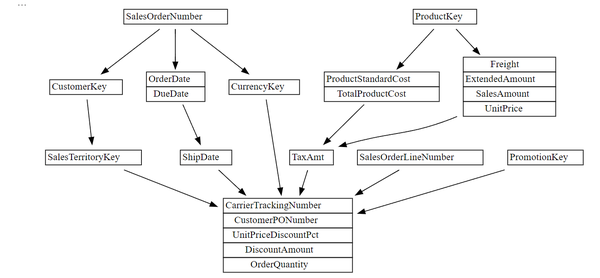 ...
SalesOrderNumber
ProductKey
CustomerKey
OrderDate
DueDate
CurrencyKey
ProductStandardCost
TotalProductCost
Freight
ExtendedAmount
SalesAmount
UnitPrice
SalesTerritoryKey
ShipDate
TaxAmt
SalesOrderLineNumber
PromotionKey
CarrierTrackingNumber
CustomerPONumber
UnitPriceDiscountPct
DiscountAmount
OrderQuantity